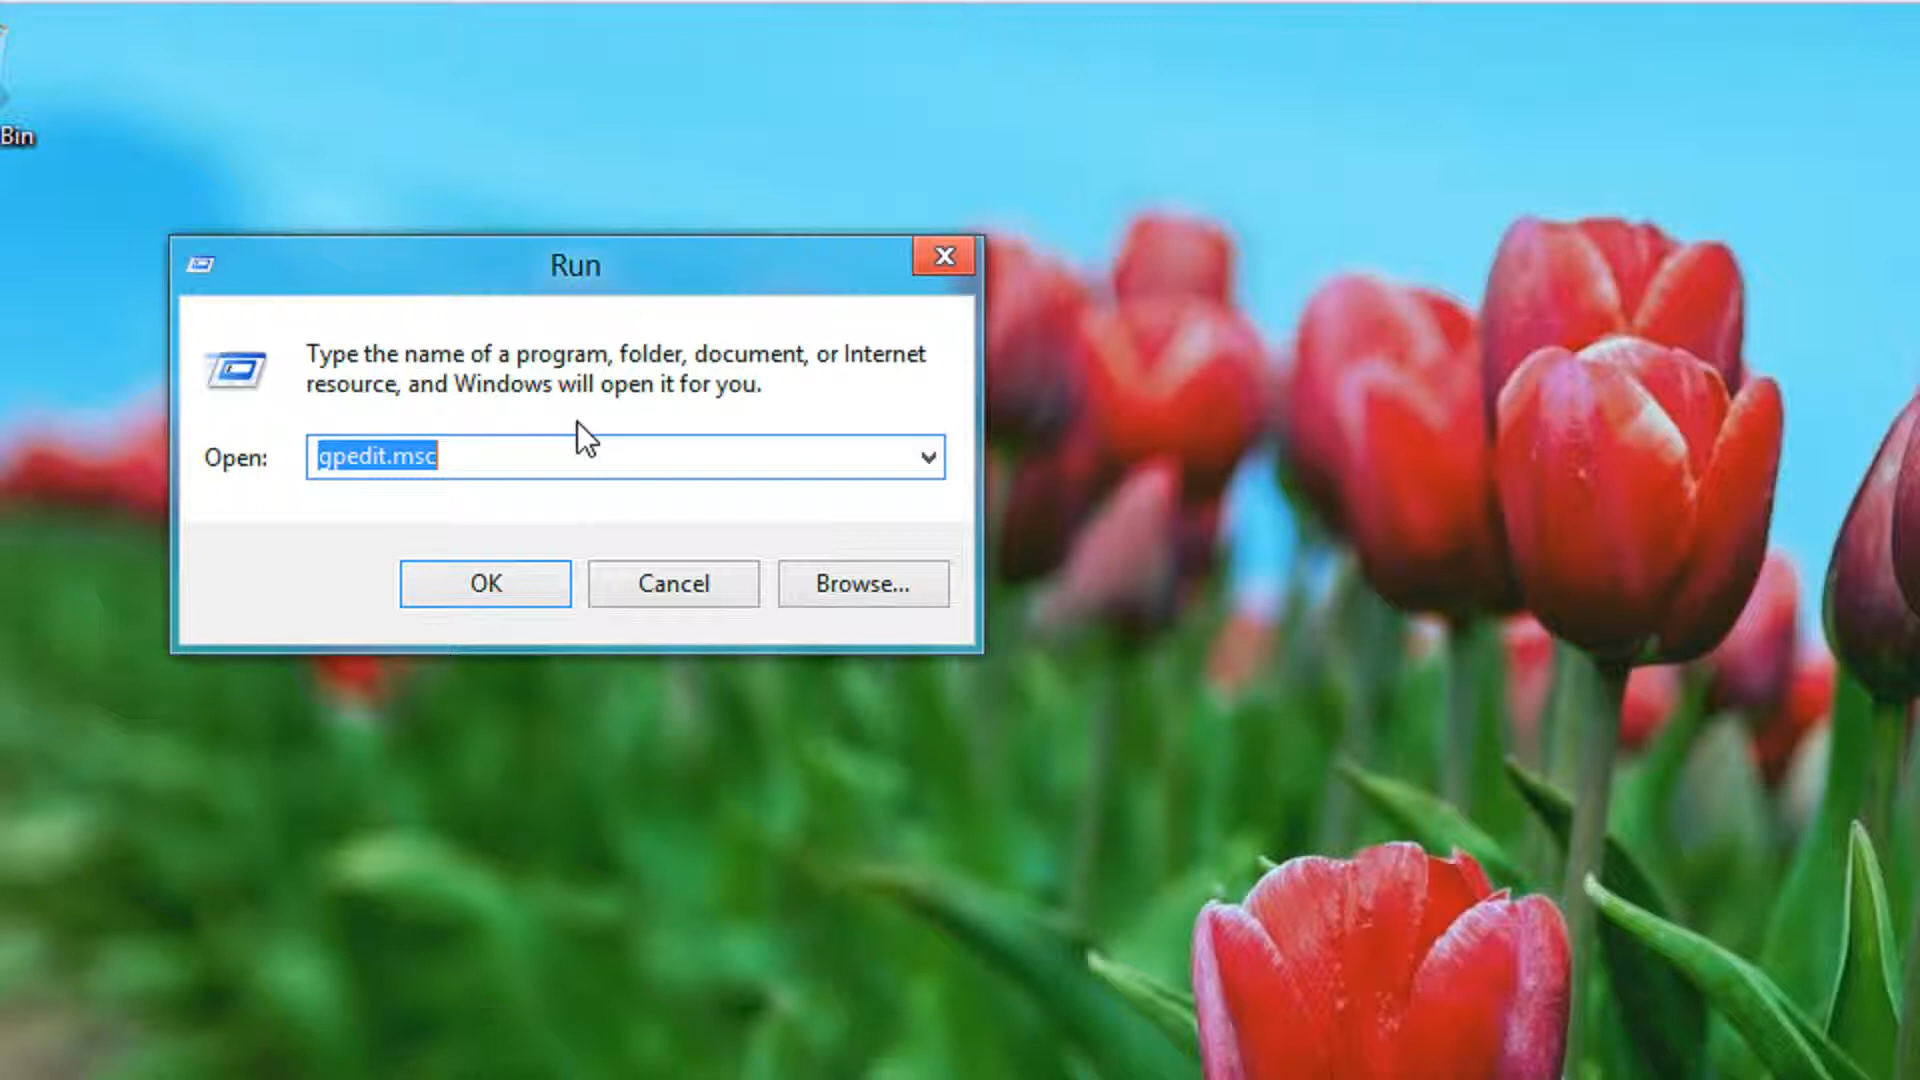 Bin
Run
Type the name of a program, folder, document, or Internet
resource, and Windows will open it for you.
Open: gpedit.msc
OK Cancel Browse...